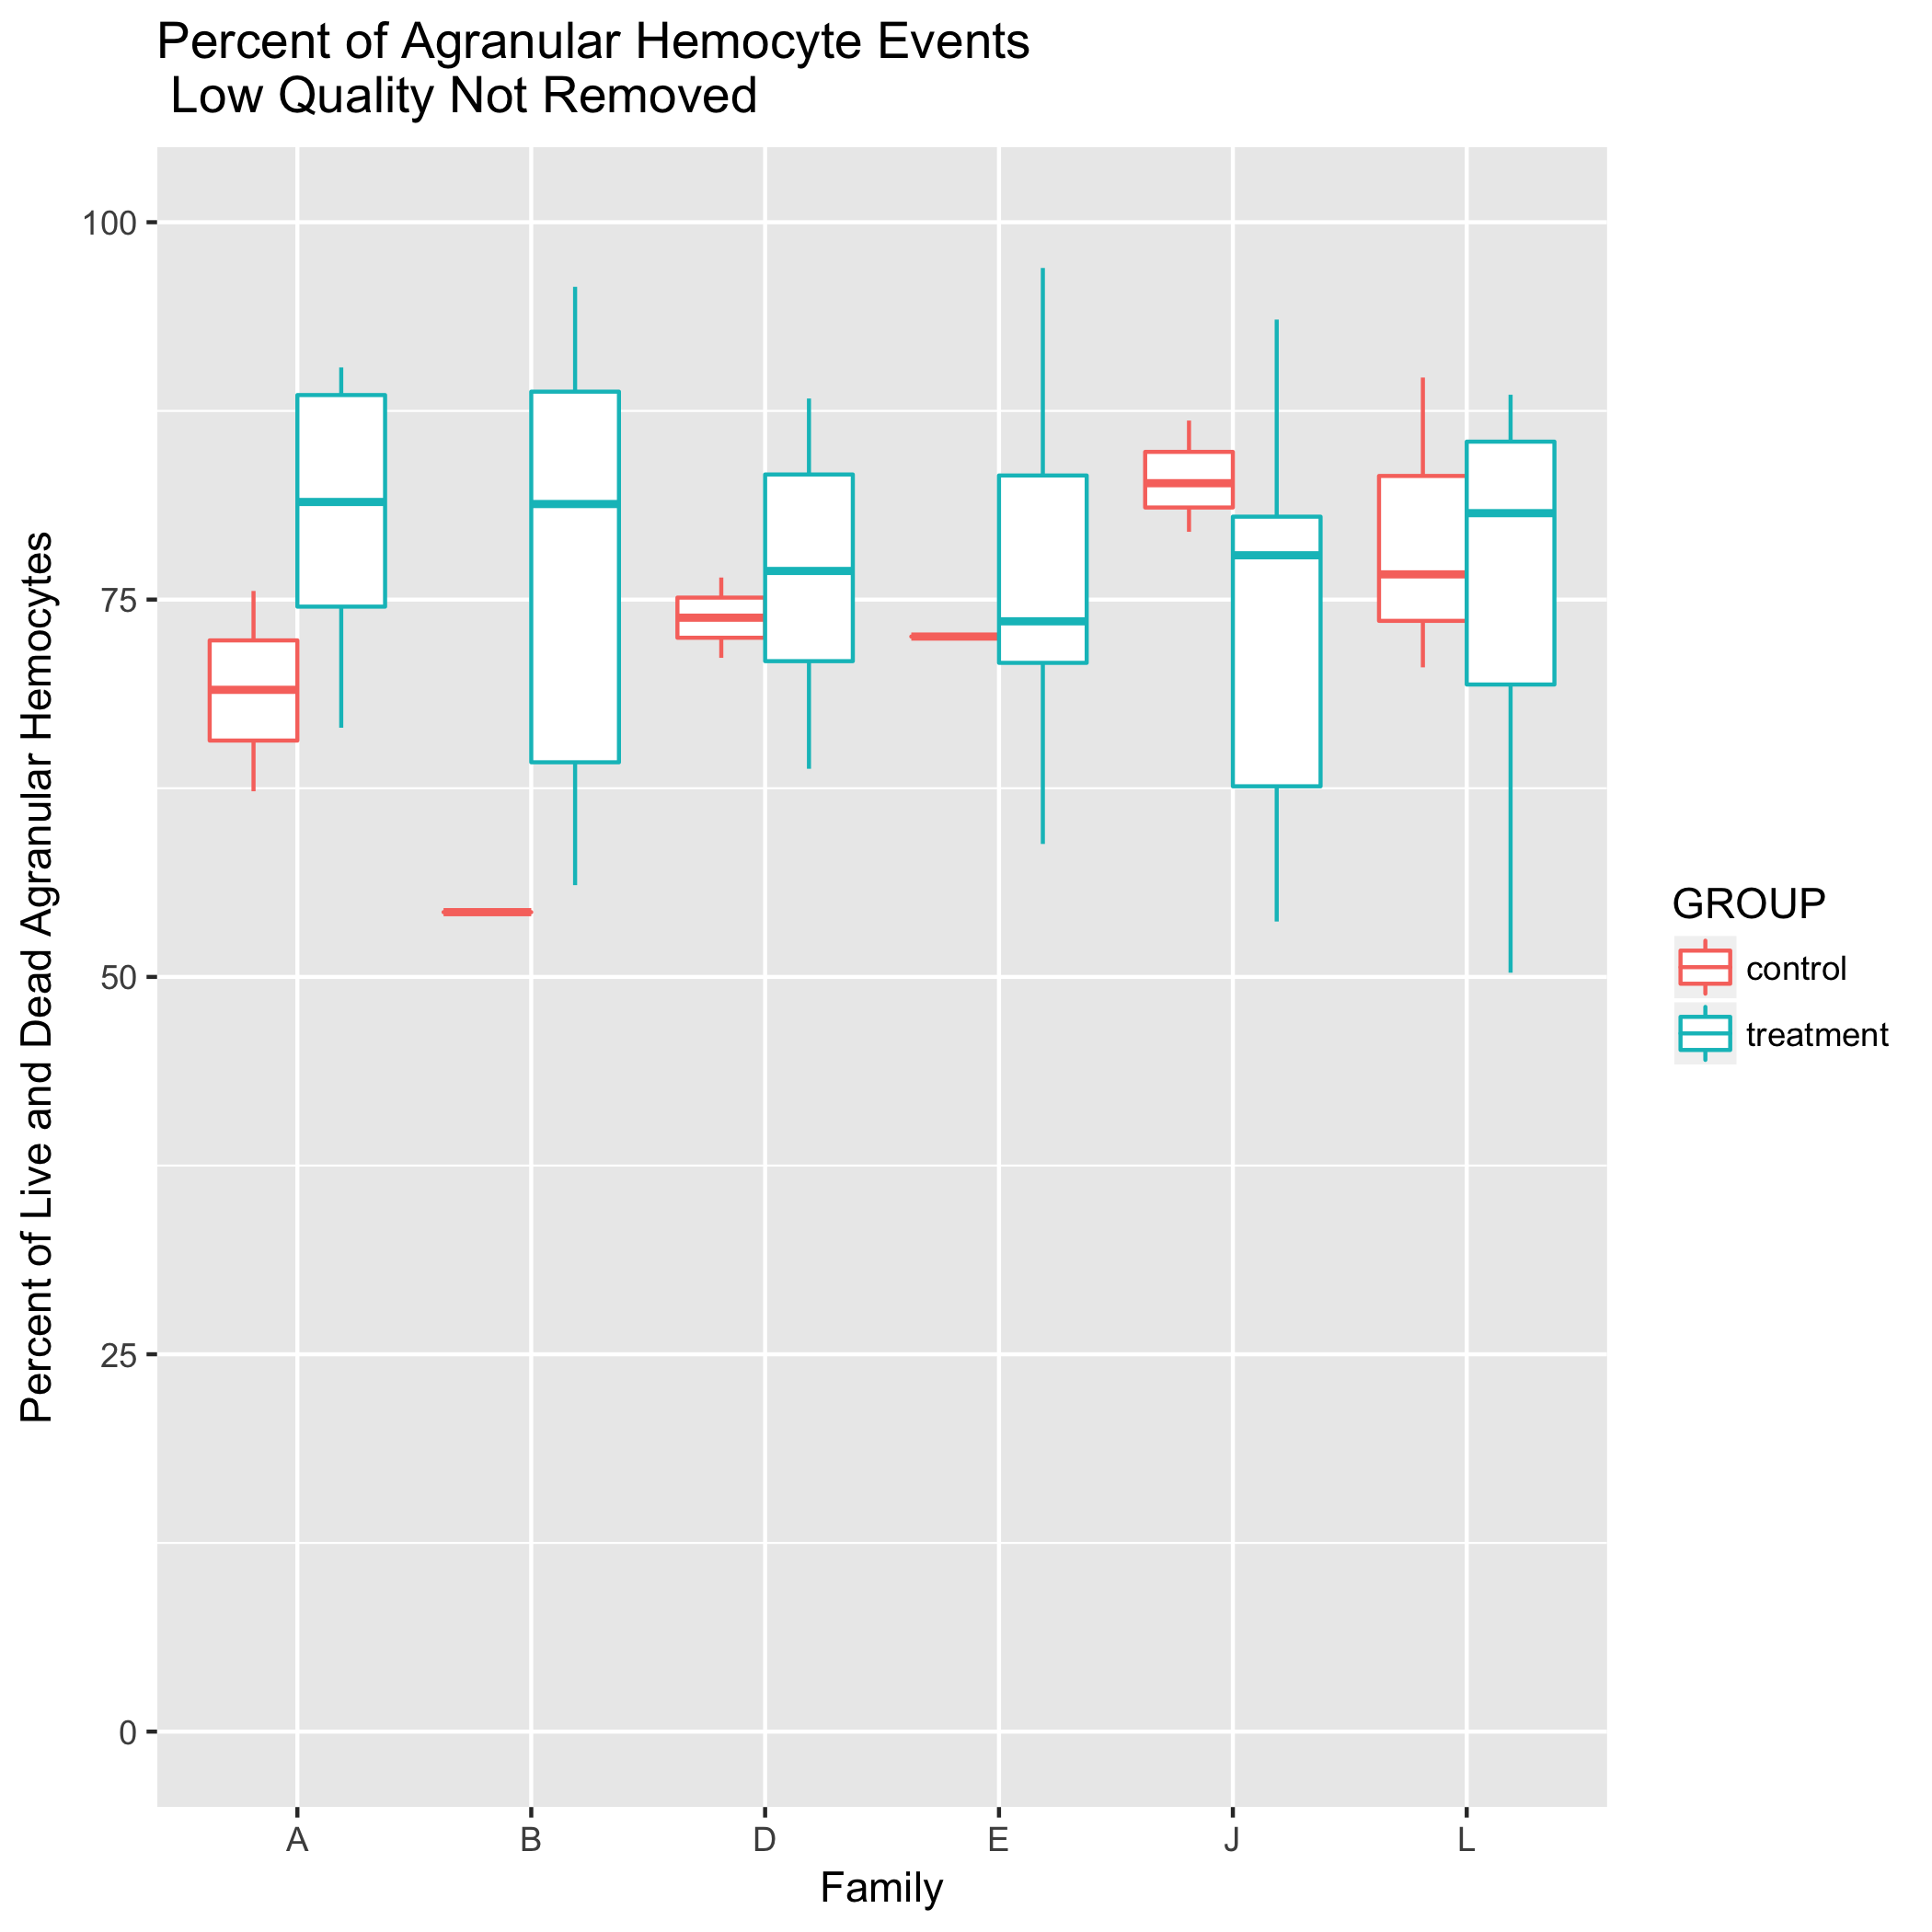 Percent of Agranular Hemocyte Events
Low Quality Not Removed
Percent of Live and Dead Agranular Hemocytes
100
75
50
25
0
A
B
D
E
J
L
Family
GROUP
control
treatment